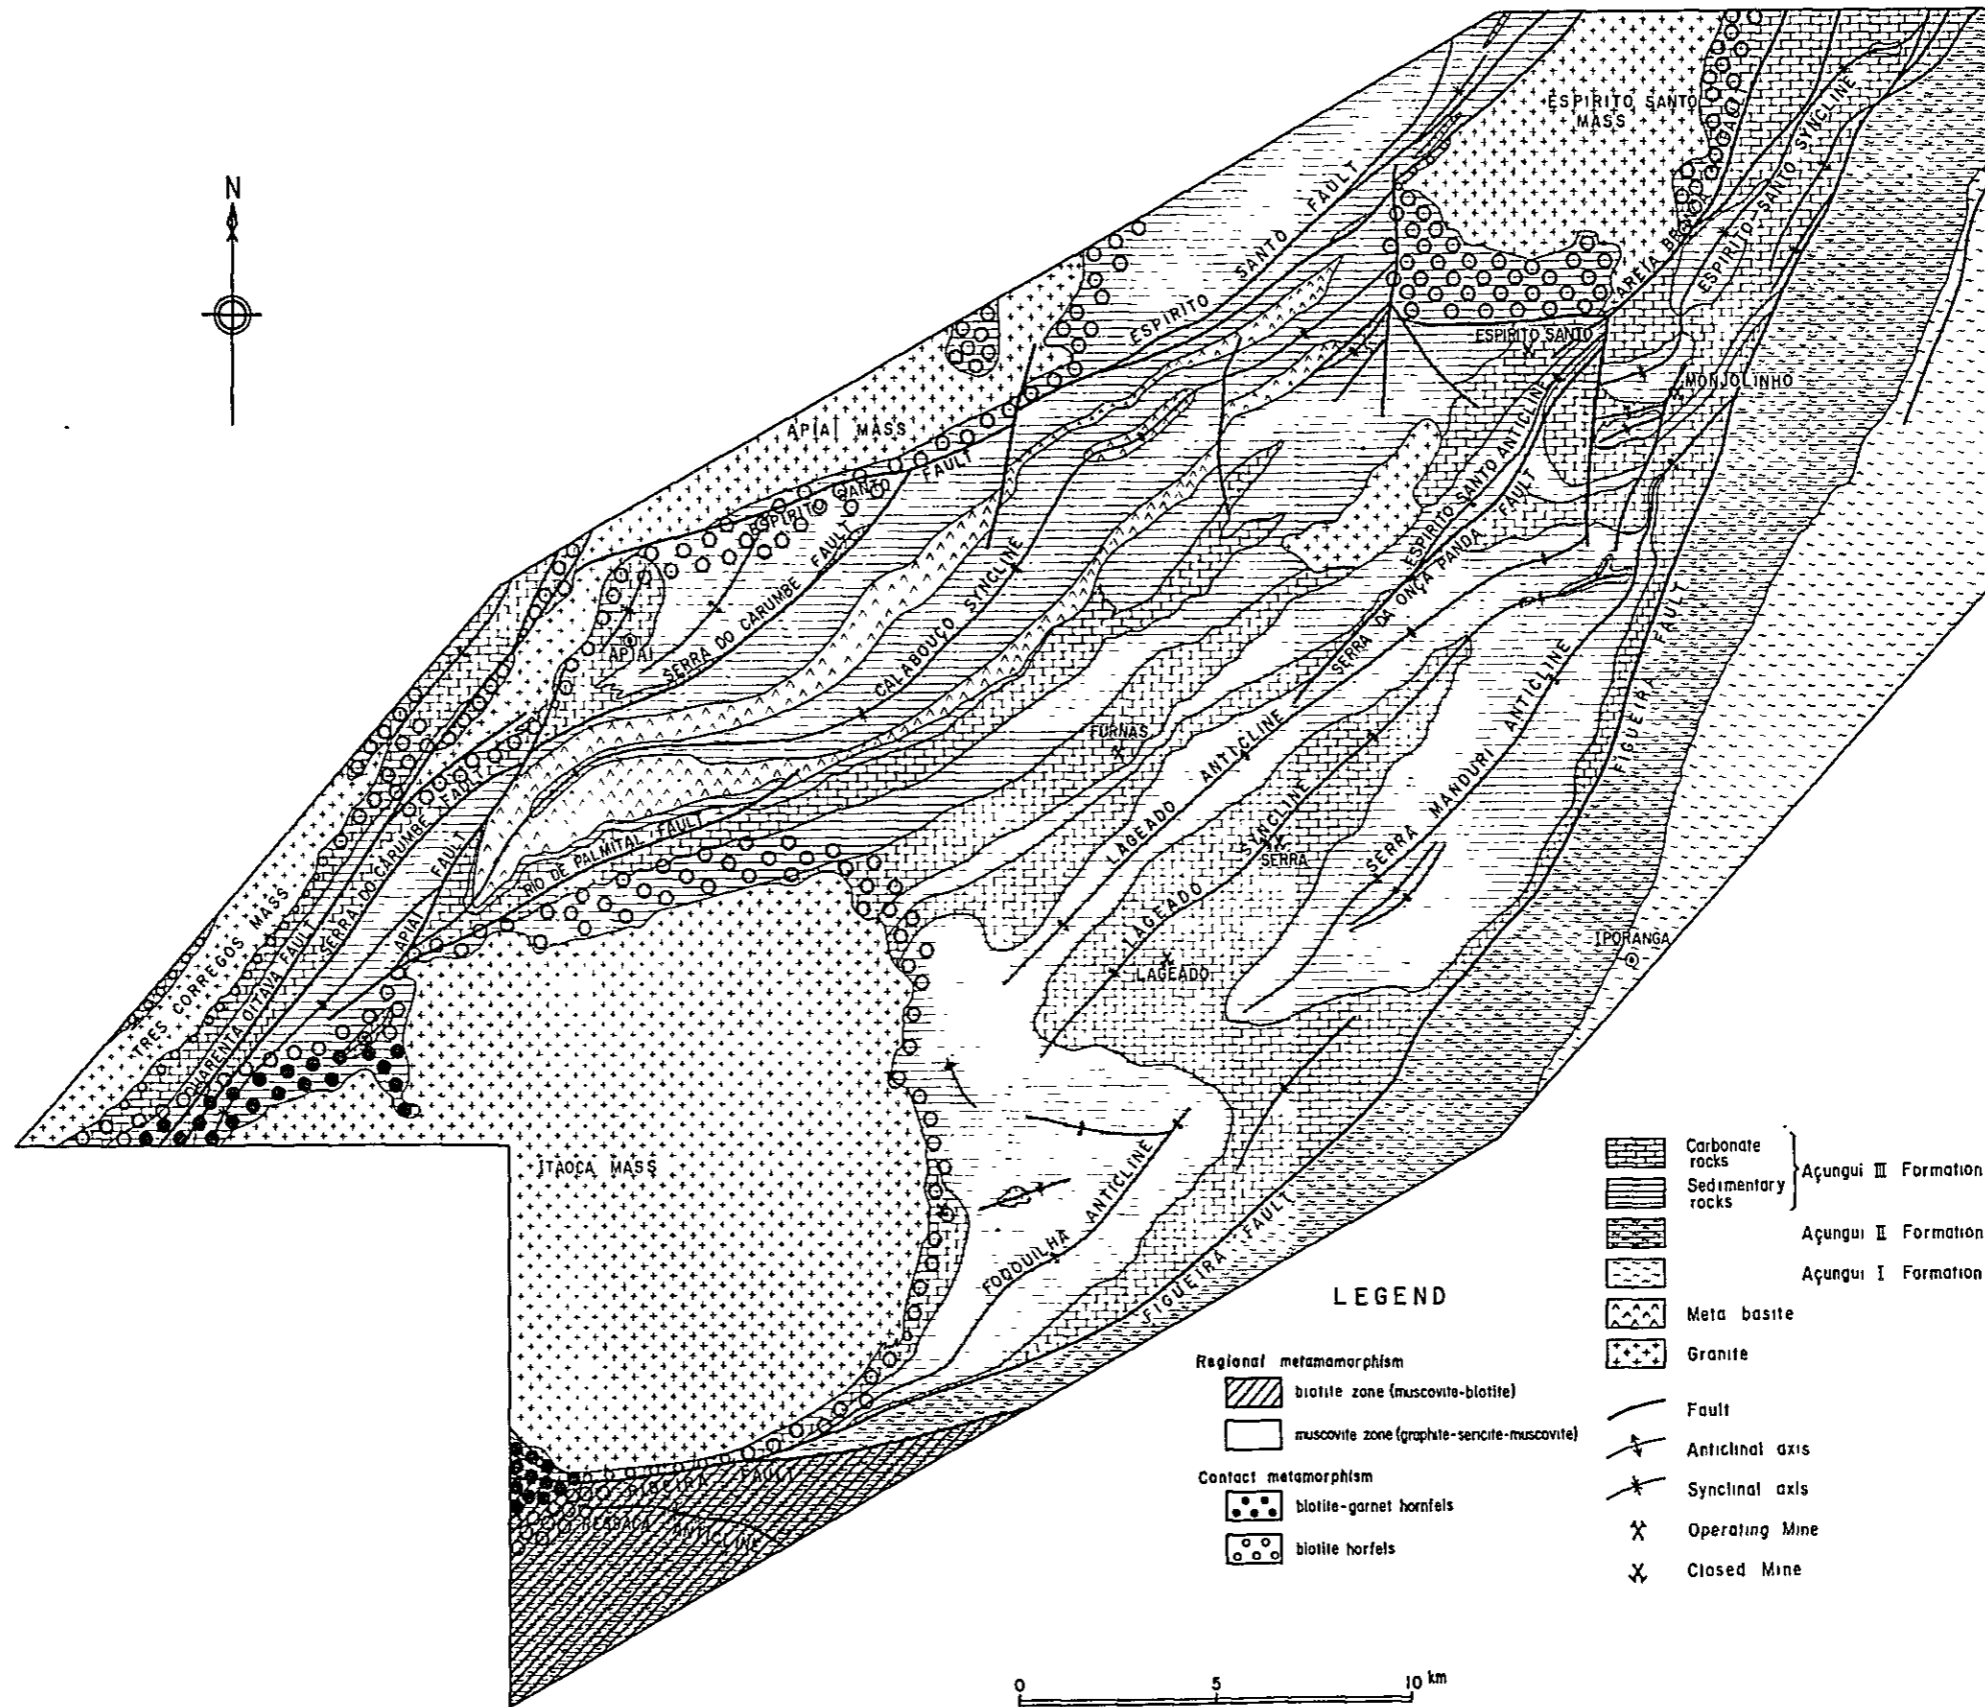 N
ESPIRITO SANTO
MASS
AREIA BRANDA FAULT
ESPIRITO SANTO SYNCLINE
ESPIRITO SANTO FAULT
ESPIRITO SANTO
MONJOLINHO
APIAI MASS
ESPIRITO SANTO FAULT
ESPIRITO SANTO ANTICLINE
SERRA DA ONÇA PANDA FAULT
SERRA DO CARUMBE FAULT
CALABOUÇO SYNCLINE
APIAI
FIGUEIRA FAULT
FURNAS
LAGEADO ANTICLINE
LAGEADO SYNCLINE
SERRA
SERRA MANDURI ANTICLINE
RIO DE PALMITAL FAULT
SERRA DO CARUMBE FAULT
APIAI FAULT
QUARENTA OITAVA FAULT
TRES CORREGOS MASS
LAGEADO
IPORANGA
ITAOCA MASS
FOOOUILHA ANTICLINE
FIGUEIRA FAULT
RIBEIRA FAULT
ANTICLINE
LEGEND
Regional metamamorphism
biotite zone (muscovite-biotite)
muscovite zone (graphite-sericite-muscovite)
Contact metamorphism
biotite-garnet hornfels
biotite horfels
Carbonate
rocks
Sedimentary
rocks
Açungui III Formation
Açungui II Formation
Açungui I Formation
Meta basite
Granite
Fault
Anticlinal axis
Synclinal axis
Operating Mine
Closed Mine
0 5 10 km